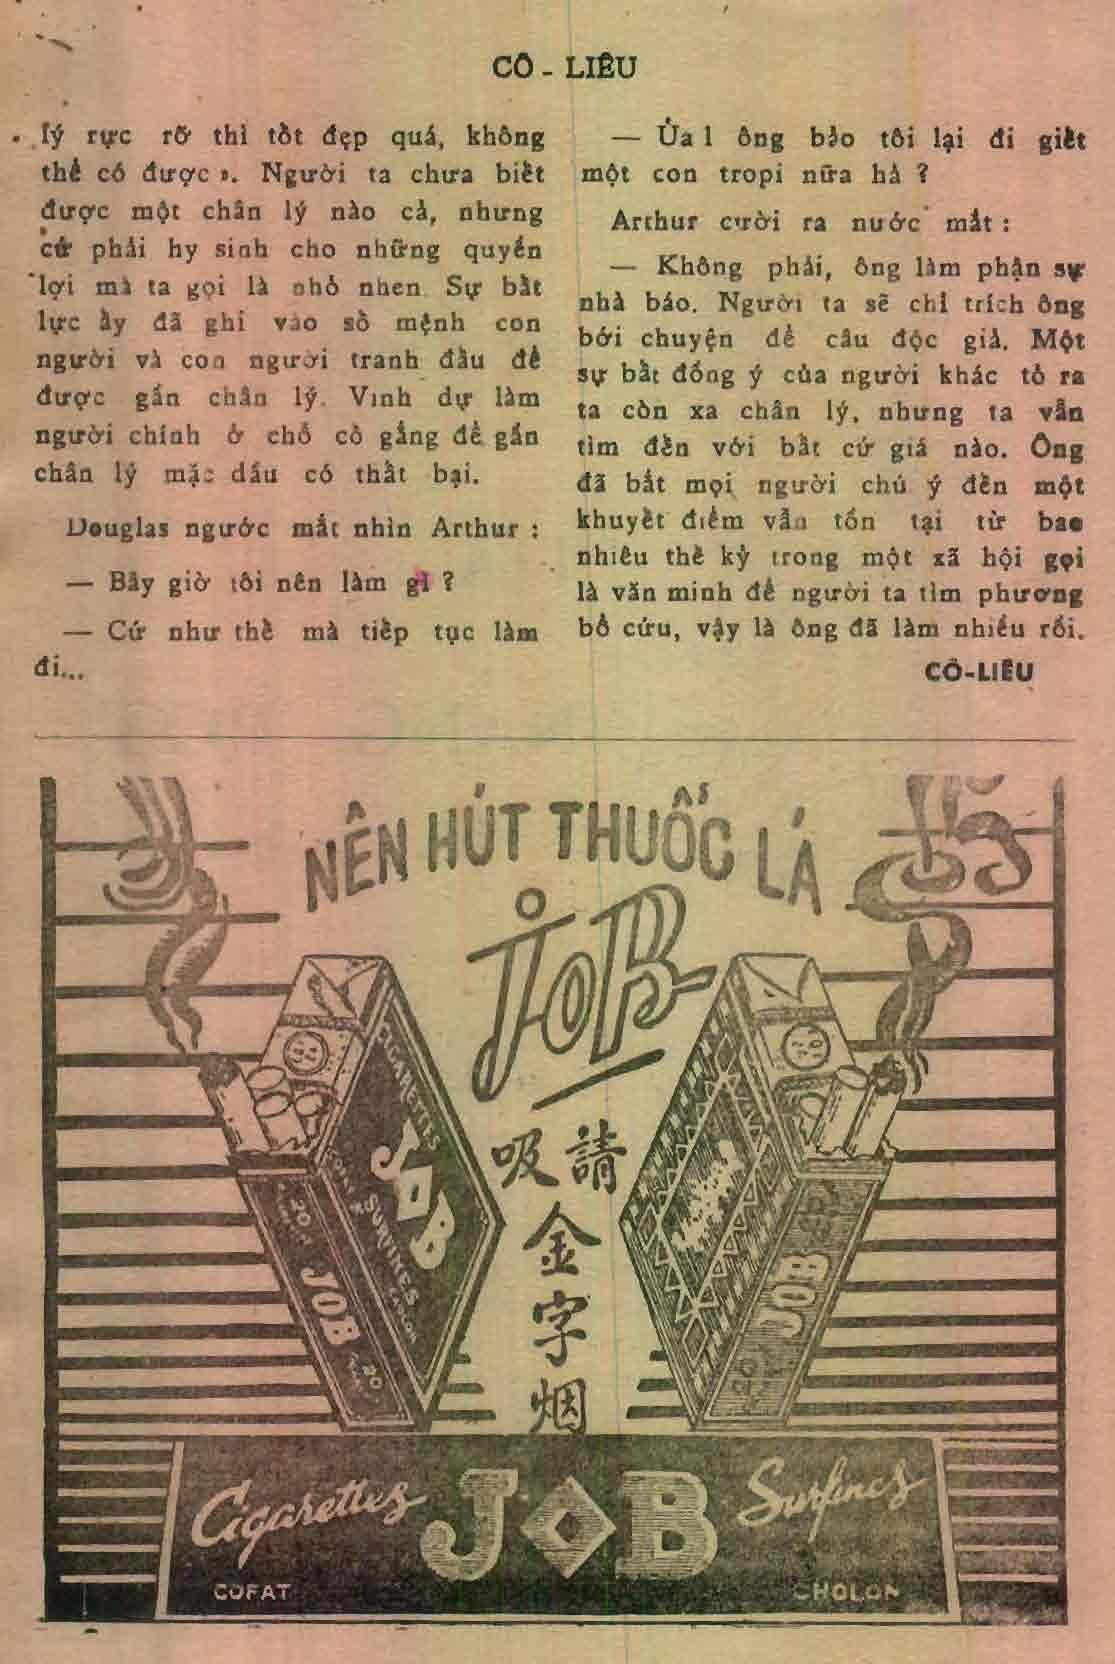 CÔ - LIÊU
lý rực rỡ thì tốt đẹp quá, không
thể có được ». Người ta chưa biết
được một chân lý nào cả, nhưng
cứ phải hy sinh cho những quyền
lợi mà ta gọi là nhỏ nhen. Sự bất
lực ấy đã ghi vào số mệnh con
người và con người tranh đấu để
được gần chân lý. Vinh dự làm
người chính ở chỗ cố gắng để gần
chân lý mặc dầu có thất bại.
Douglas ngước mắt nhìn Arthur :
— Bây giờ tôi nên làm gì ?
— Cứ như thế mà tiếp tục làm
đi...
— Ủa ! ông bảo tôi lại đi giết
một con tropi nữa hả ?
Arthur cười ra nước mắt :
— Không phải, ông làm phận sự
nhà báo. Người ta sẽ chỉ trích ông
bới chuyện để câu độc giả. Một
sự bất đồng ý của người khác tỏ ra
ta còn xa chân lý, nhưng ta vẫn
tìm đến với bất cứ giá nào. Ông
đã bắt mọi người chú ý đến một
khuyết điểm vẫn tồn tại từ bao
nhiêu thế kỷ trong một xã hội gọi
là văn minh để người ta tìm phương
bổ cứu, vậy là ông đã làm nhiều rồi.
CÔ-LIÊU
NÊN HÚT THUỐC LÁ
JOB
請吸
金
字
烟
CIGARETTES
JOB
SURFINES
20
JOB
20
JOB
Cigarettes JOB Surfines
COFAT CHOLON